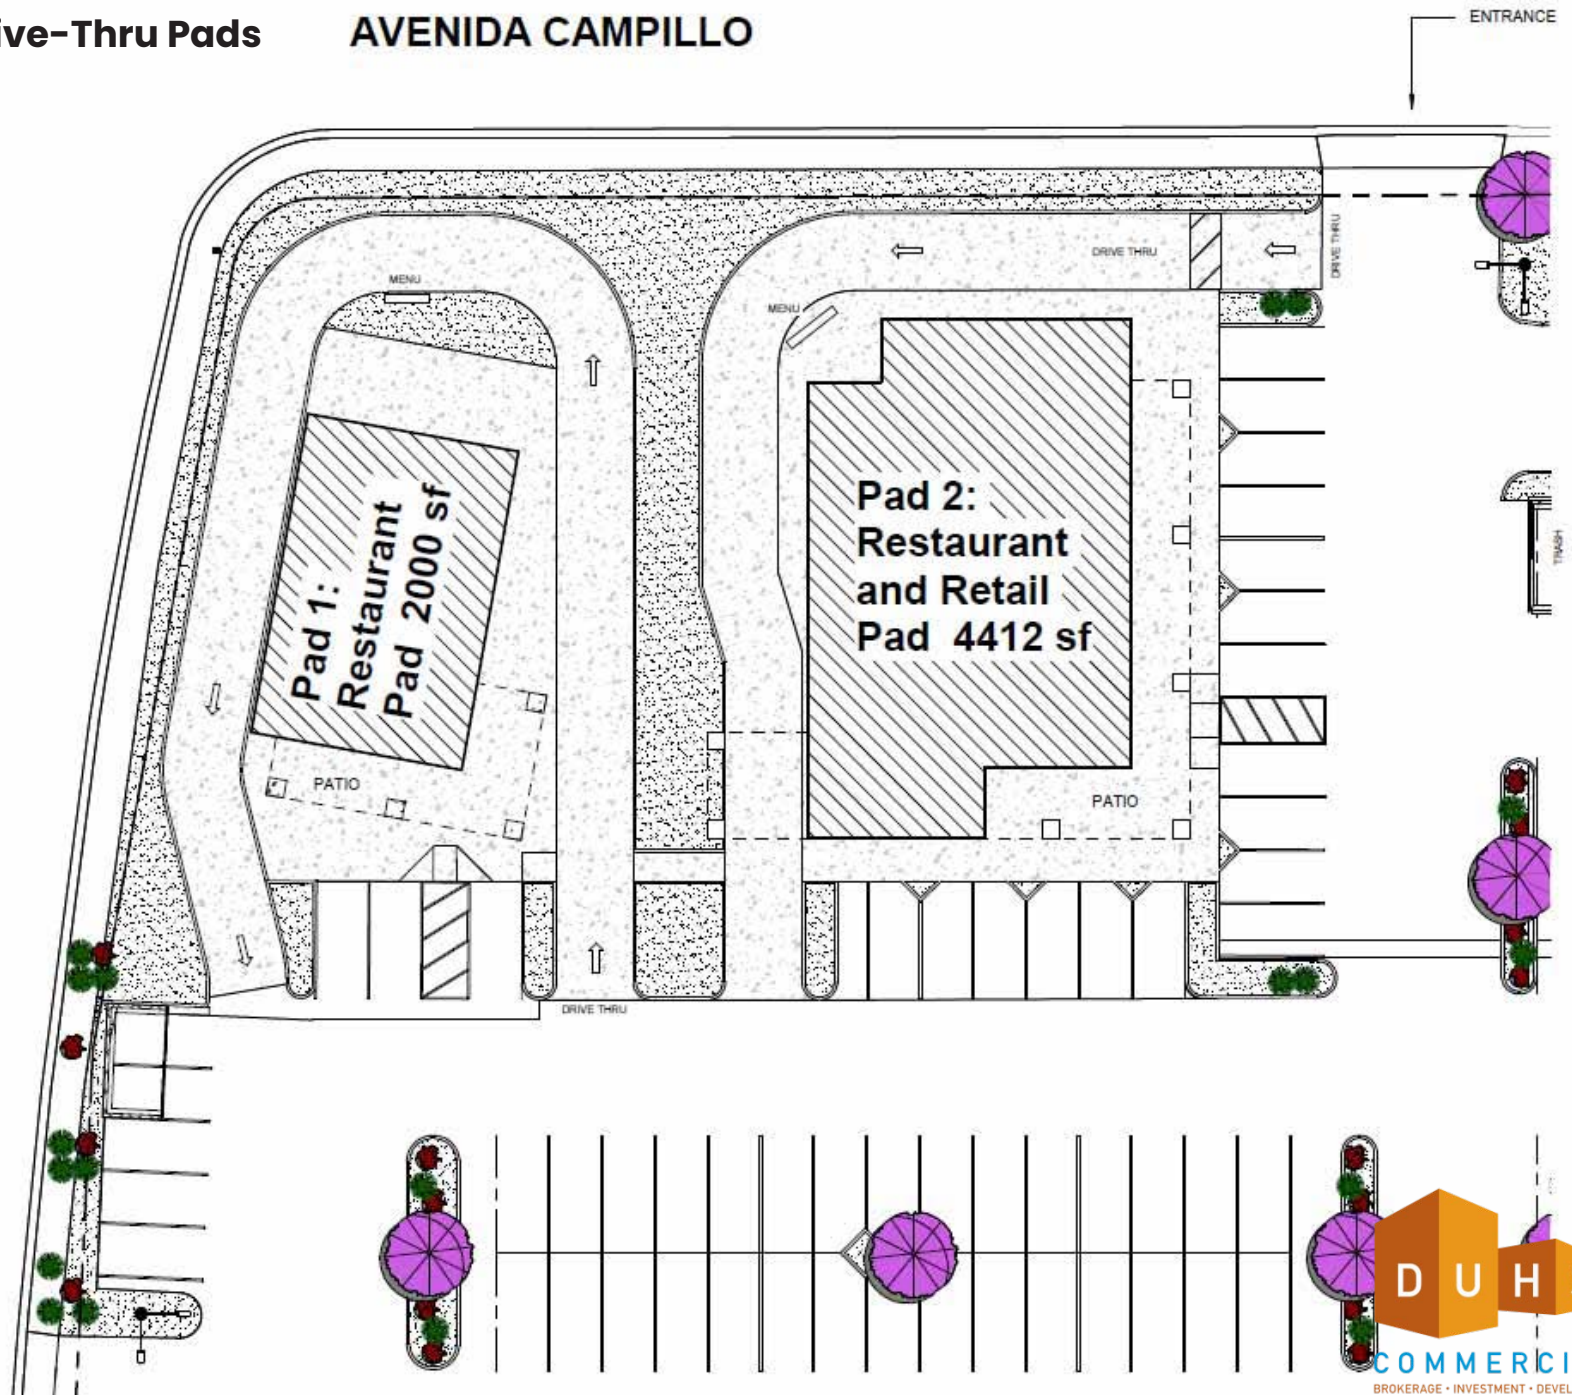 ive-Thru Pads
AVENIDA CAMPILLO
ENTRANCE
DRIVE THRU
DRIVE THRU
MENU
MENU
Pad 1:
Restaurant
Pad 2000 sf
Pad 2:
Restaurant
and Retail
Pad 4412 sf
TRASH
PATIO
PATIO
DRIVE THRU
DUH
COMMERCI
BROKERAGE • INVESTMENT • DEVEL